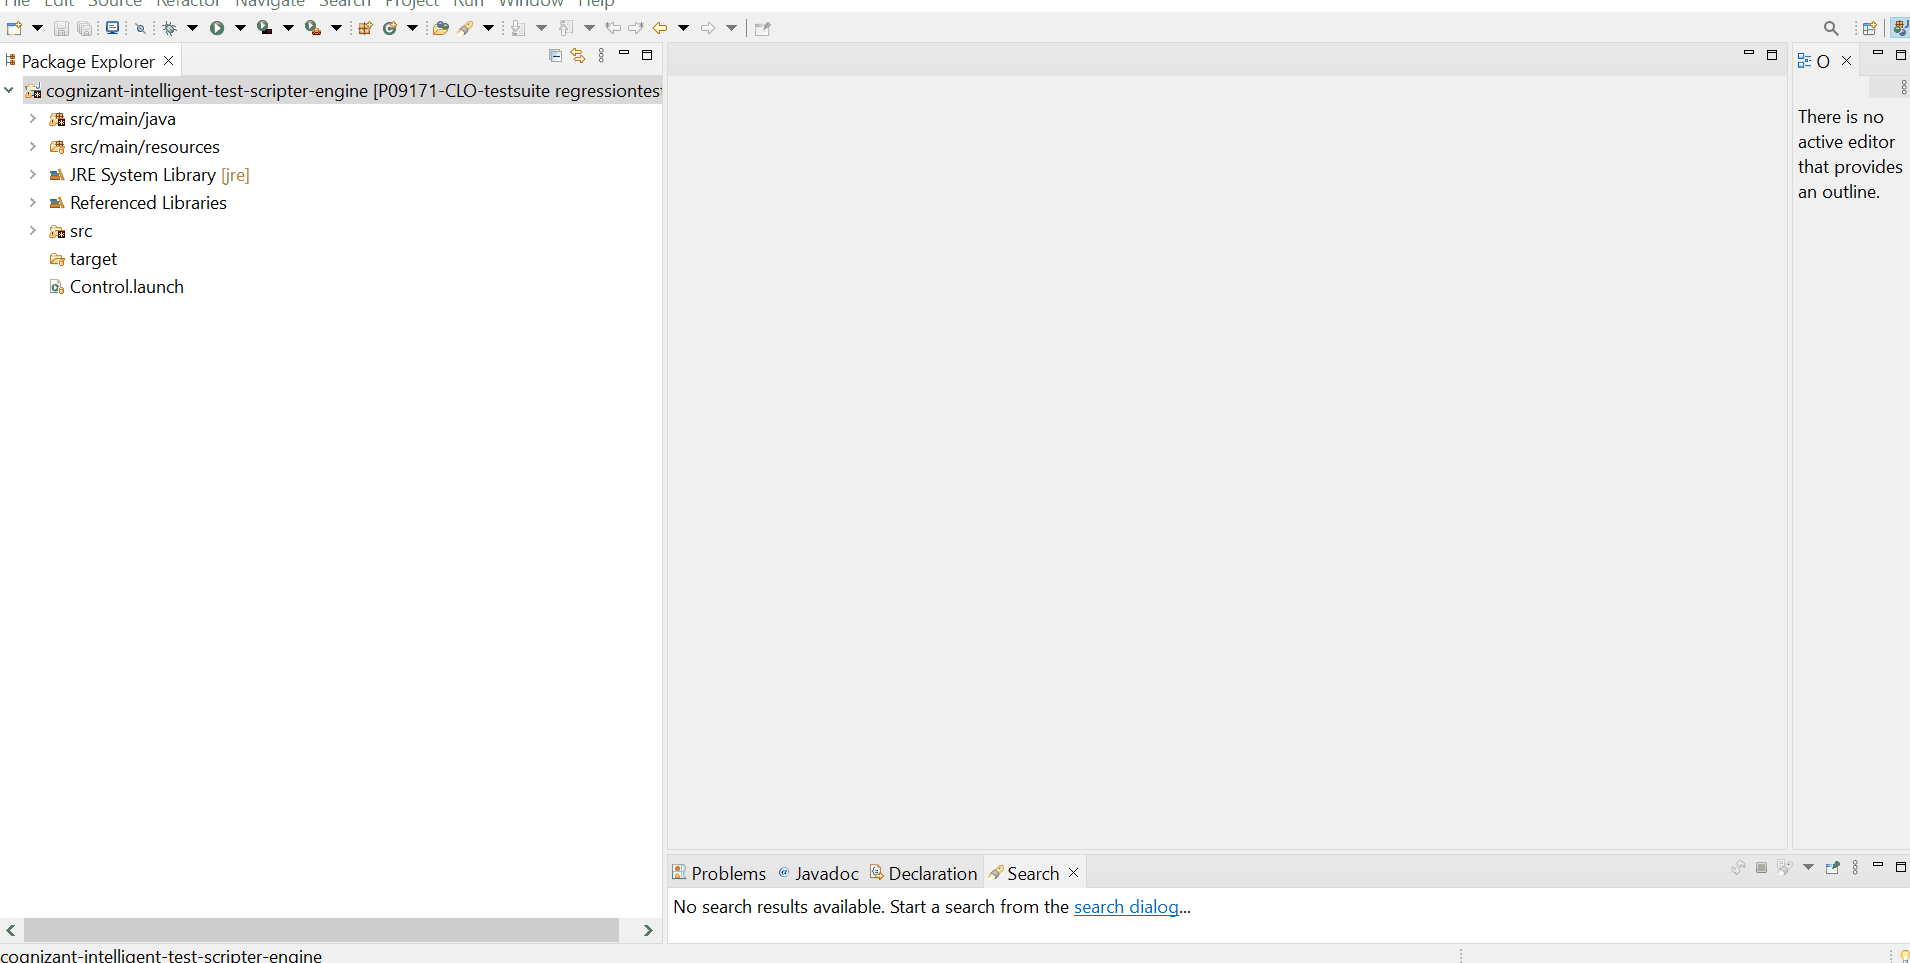 File Edit Source Refactor Navigate Search Project Run Window Help
Package Explorer
cognizant-intelligent-test-scripter-engine [P09171-CLO-testsuite regressiontest
src/main/java
src/main/resources
JRE System Library [jre]
Referenced Libraries
src
target
Control.launch
O
There is no
active editor
that provides
an outline.
Problems @ Javadoc Declaration Search
No search results available. Start a search from the search dialog...
cognizant-intelligent-test-scripter-engine